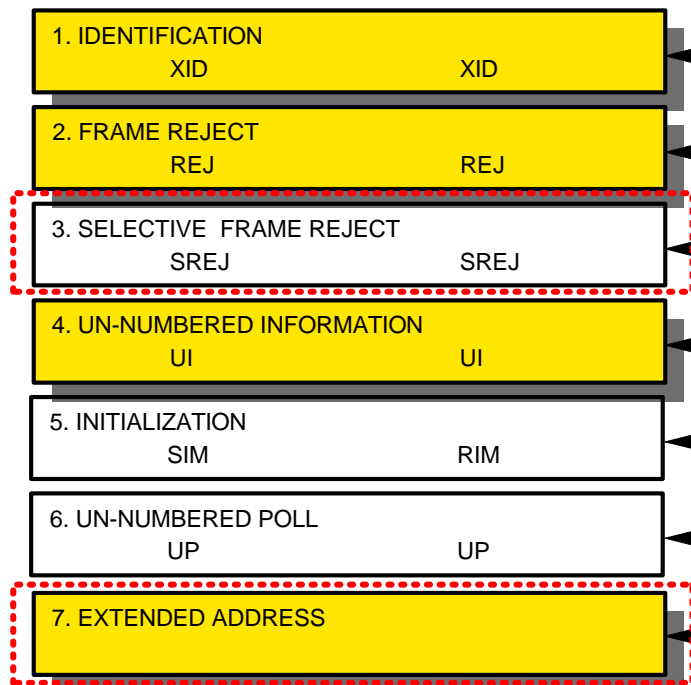 1. IDENTIFICATION
XID XID
2. FRAME REJECT
REJ REJ
3. SELECTIVE FRAME REJECT
SREJ SREJ
4. UN-NUMBERED INFORMATION
UI UI
5. INITIALIZATION
SIM RIM
6. UN-NUMBERED POLL
UP UP
7. EXTENDED ADDRESS